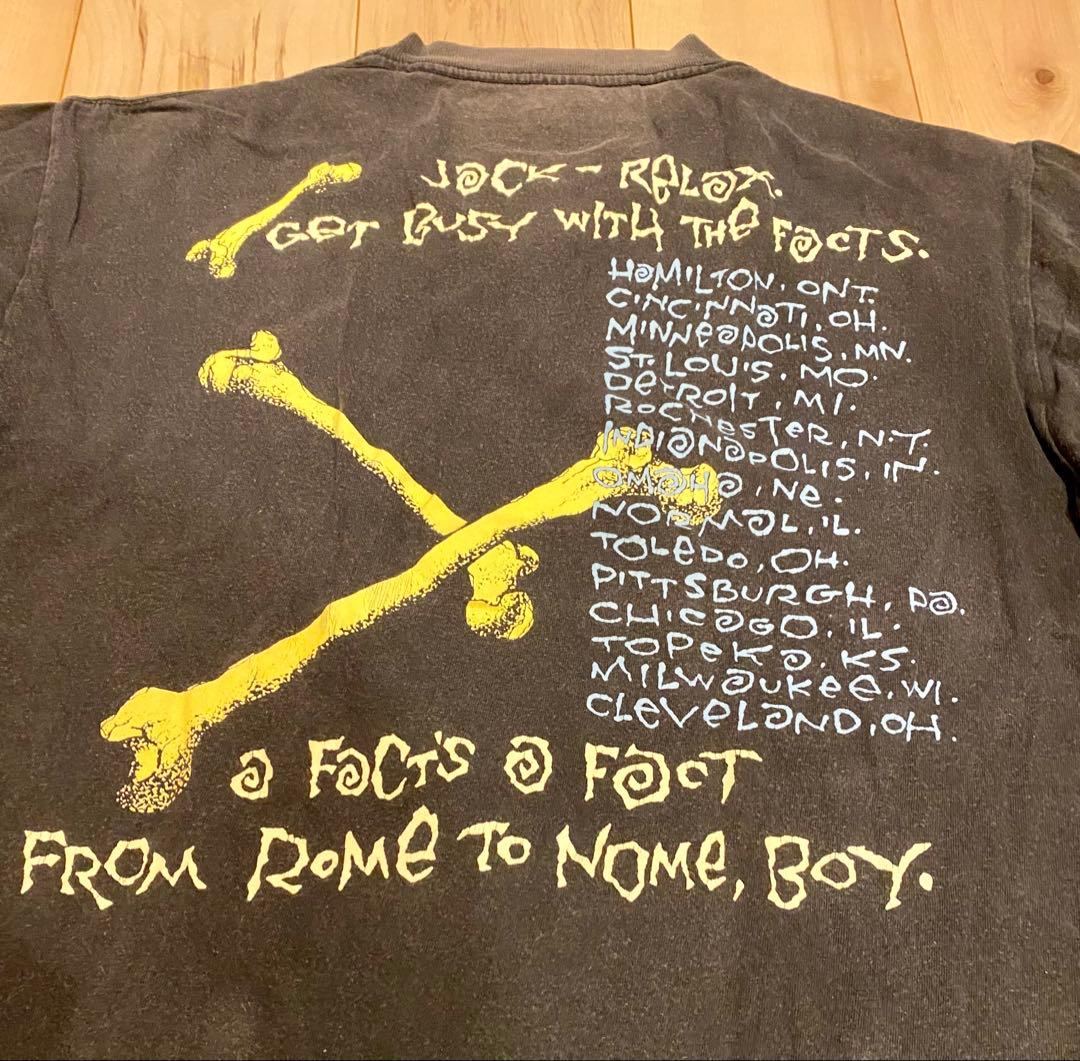 JACK - RELAX.
GET BUSY WITH THE FACTS.
HAMILTON, ONT.
CINCINNATI, OH.
MINNEAPOLIS, MN.
ST. LOUIS, MO.
DETROIT, MI.
ROCHESTER, N.Y.
INDIANAPOLIS, IN.
OMAHA, NE.
NORMAL, IL.
TOLEDO, OH.
PITTSBURGH, PA.
CHICAGO, IL.
TOPEKA, KS.
MILWAUKEE, WI.
CLEVELAND, OH.
A FACT'S A FACT
FROM ROME TO NOME, BOY.